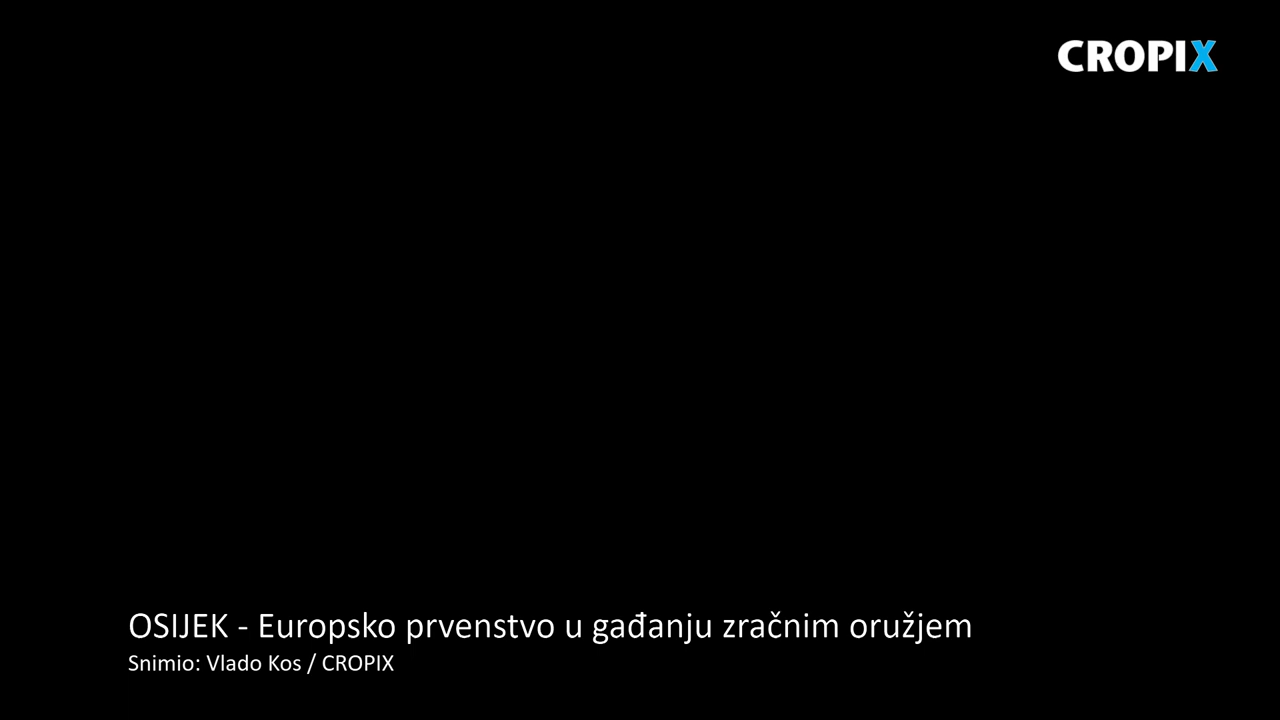 CROPIX
OSIJEK - Europsko prvenstvo u gađanju zračnim oružjem
Snimio: Vlado Kos / CROPIX